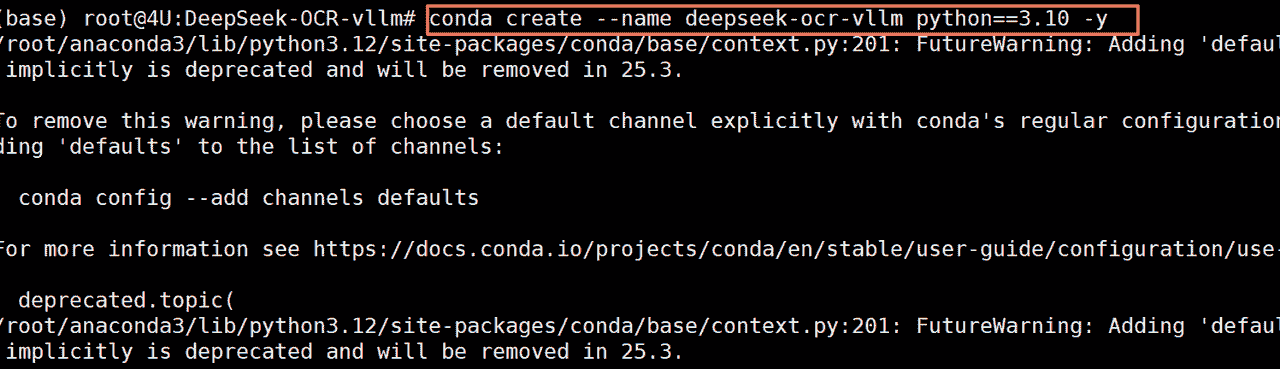 (base) root@4U:DeepSeek-OCR-vllm# conda create --name deepseek-ocr-vllm python==3.10 -y
/root/anaconda3/lib/python3.12/site-packages/conda/base/context.py:201: FutureWarning: Adding 'defaul
implicitly is deprecated and will be removed in 25.3.
To remove this warning, please choose a default channel explicitly with conda's regular configuration
ding 'defaults' to the list of channels:
conda config --add channels defaults
For more information see https://docs.conda.io/projects/conda/en/stable/user-guide/configuration/use-
deprecated.topic(
/root/anaconda3/lib/python3.12/site-packages/conda/base/context.py:201: FutureWarning: Adding 'defaul
implicitly is deprecated and will be removed in 25.3.